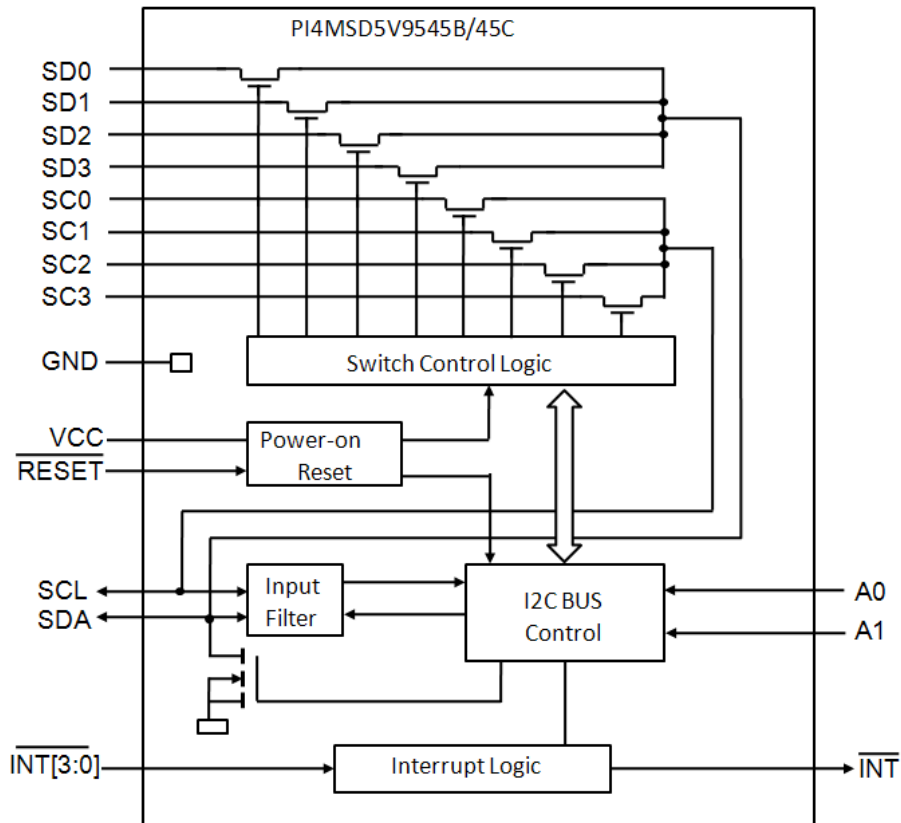 PI4MSD5V9545B/45C
SD0
SD1
SD2
SD3
SC0
SC1
SC2
SC3
GND
Switch Control Logic
VCC
RESET
Power-on
Reset
SCL
SDA
Input
Filter
I2C BUS
Control
A0
A1
INT[3:0]
Interrupt Logic
INT